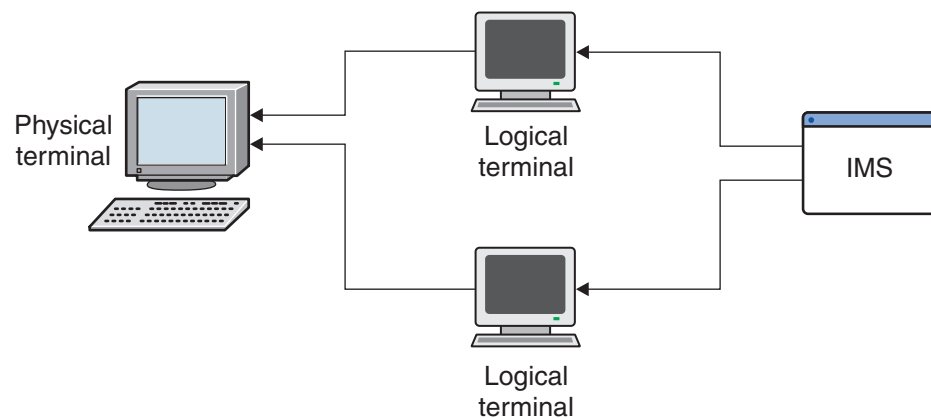 Physical
terminal
Logical
terminal
IMS
Logical
terminal